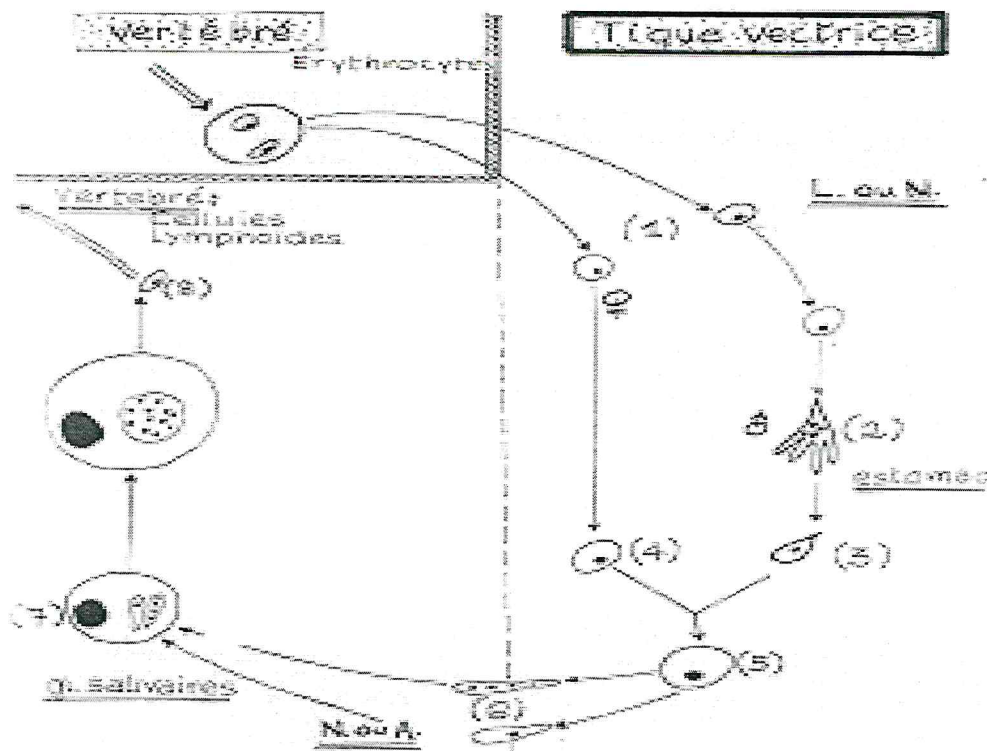 Vertébré
Tique vectrice
Erythrocyte
L. ou N.
Vertébré:
Cellules
Lymphoïdes
(1)
(8)
(2)
estomac
(4)
(3)
(7)
(5)
gl. salivaires
(6)
N. ou A.